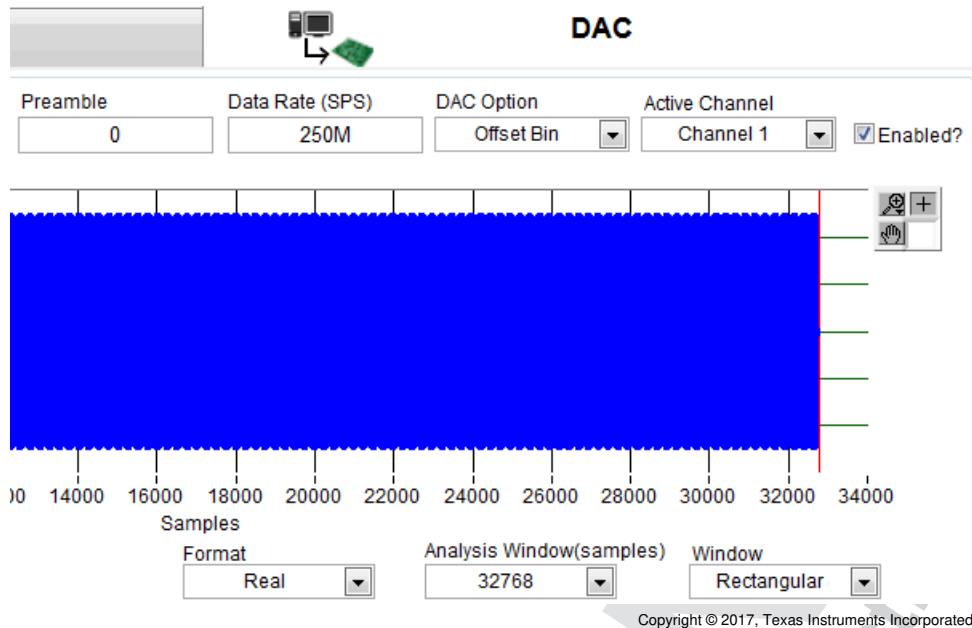 DAC
Preamble Data Rate (SPS) DAC Option Active Channel
0 250M Offset Bin Channel 1 Enabled?
00 14000 16000 18000 20000 22000 24000 26000 28000 30000 32000 34000
Samples
Format Analysis Window(samples) Window
Real 32768 Rectangular
Copyright © 2017, Texas Instruments Incorporated